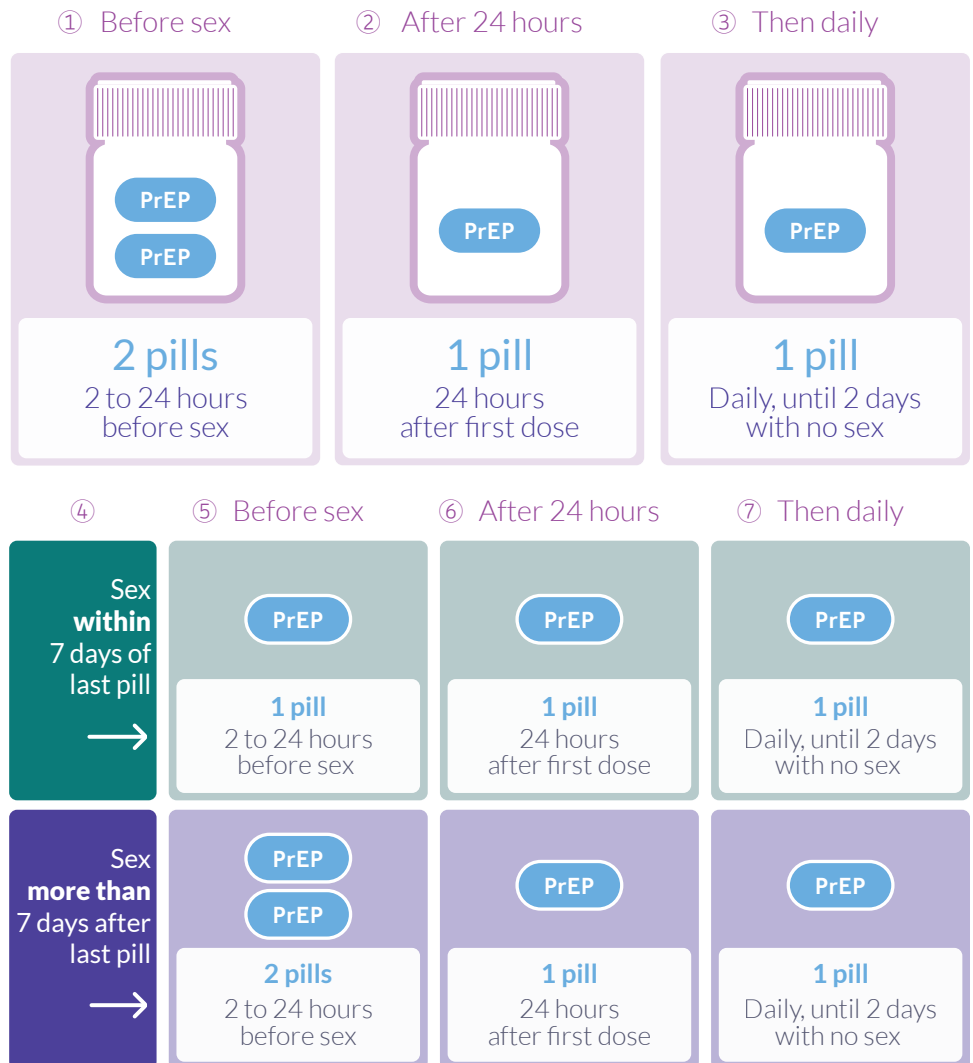 ① Before sex
② After 24 hours
③ Then daily
PrEP
PrEP
PrEP
PrEP
2 pills
2 to 24 hours
before sex
1 pill
24 hours
after first dose
1 pill
Daily, until 2 days
with no sex
④
⑤ Before sex
⑥ After 24 hours
⑦ Then daily
Sex
within
7 days of
last pill
PrEP
1 pill
2 to 24 hours
before sex
PrEP
1 pill
24 hours
after first dose
PrEP
1 pill
Daily, until 2 days
with no sex
Sex
more than
7 days after
last pill
PrEP
PrEP
2 pills
2 to 24 hours
before sex
PrEP
1 pill
24 hours
after first dose
PrEP
1 pill
Daily, until 2 days
with no sex